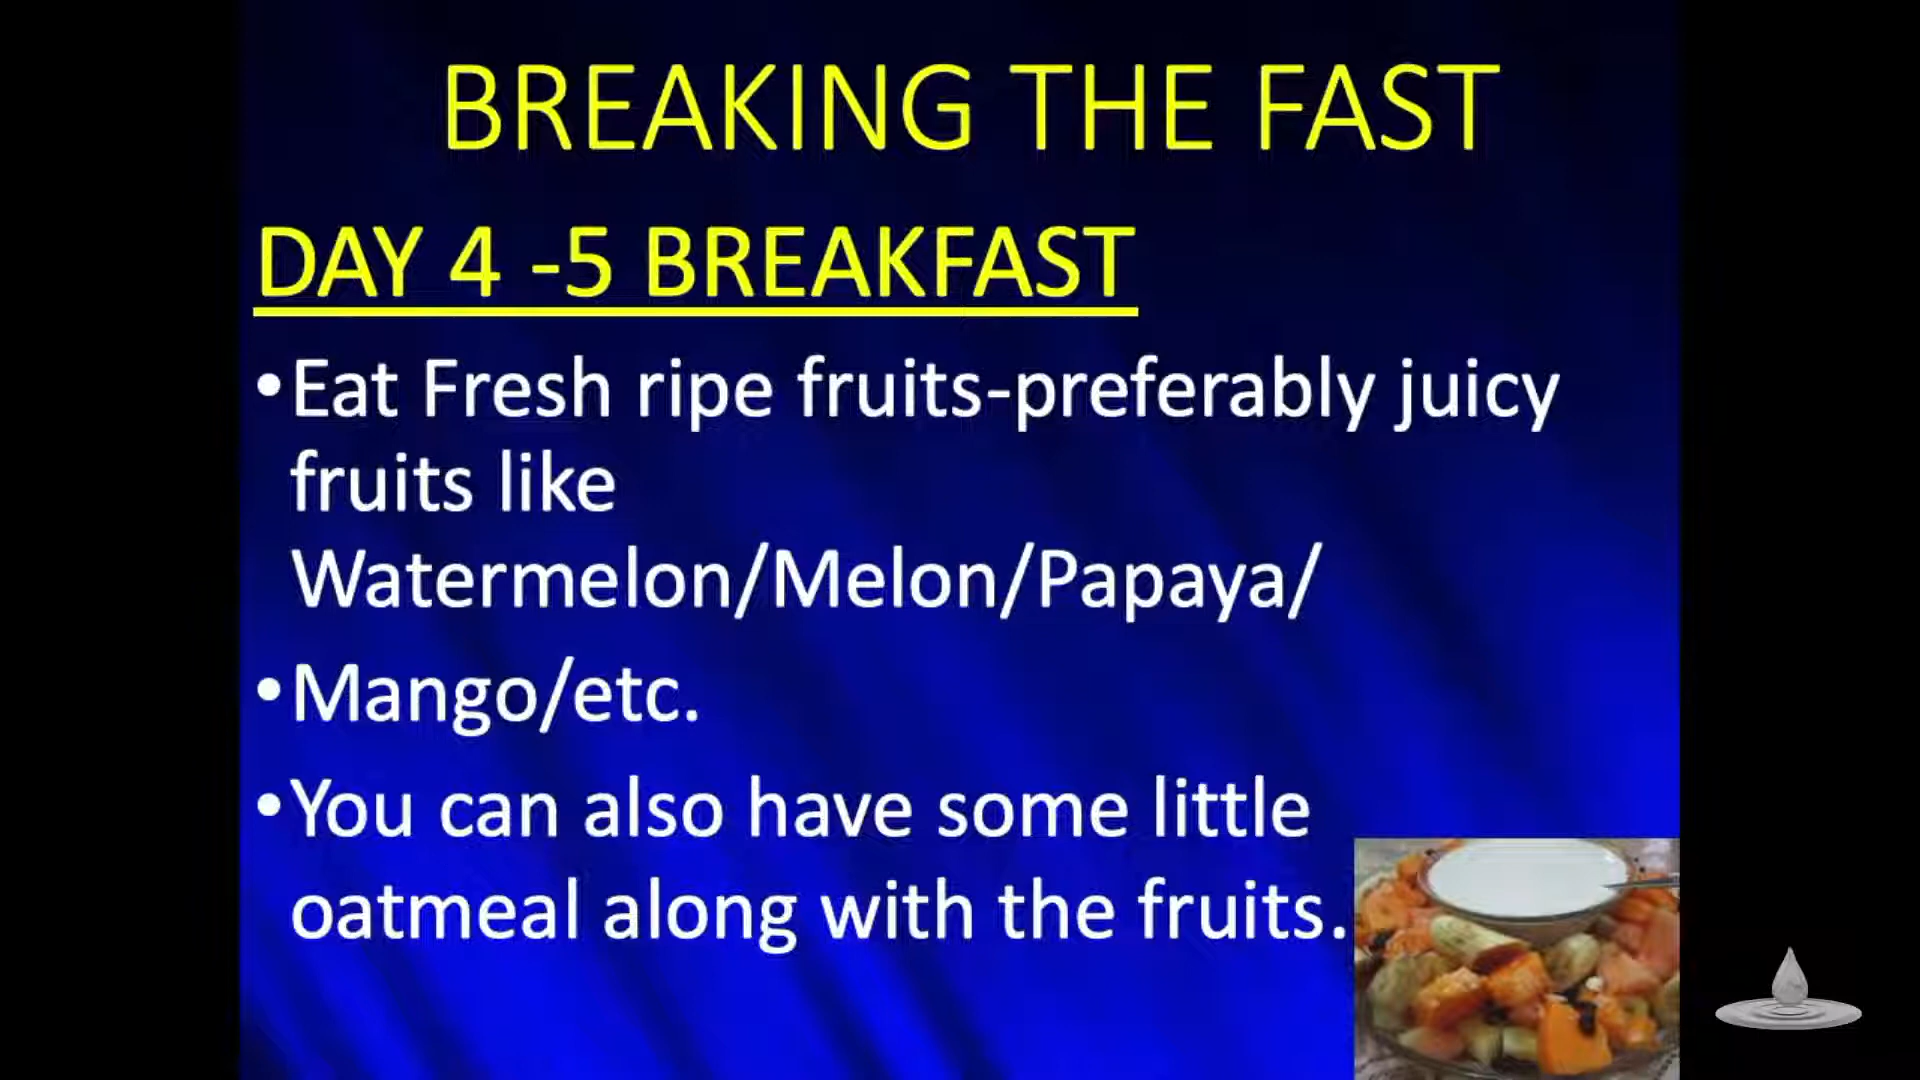 BREAKING THE FAST
DAY 4 -5 BREAKFAST
•Eat Fresh ripe fruits-preferably juicy
fruits like
Watermelon/Melon/Papaya/
•Mango/etc.
•You can also have some little
oatmeal along with the fruits.